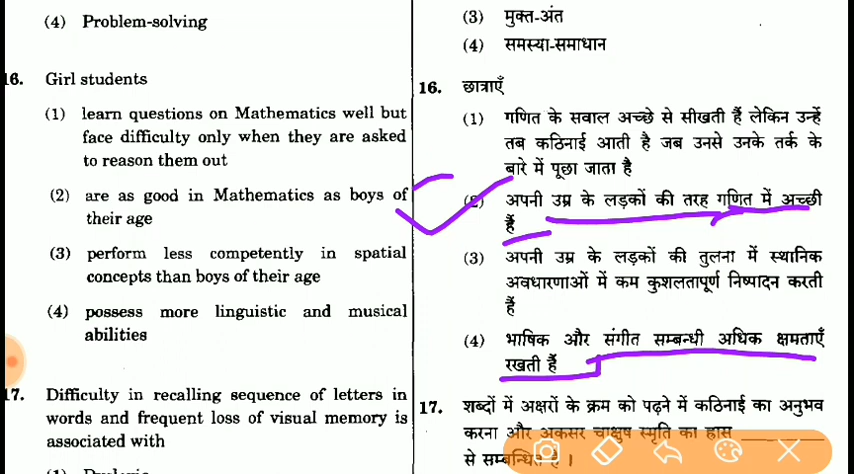 (4) Problem-solving
16. Girl students
(1) learn questions on Mathematics well but
face difficulty only when they are asked
to reason them out
(2) are as good in Mathematics as boys of
their age
(3) perform less competently in spatial
concepts than boys of their age
(4) possess more linguistic and musical
abilities
17. Difficulty in recalling sequence of letters in
words and frequent loss of visual memory is
associated with
(3) मुक्त-अंत
(4) समस्या-समाधान
16. छात्राएँ
(1) गणित के सवाल अच्छे से सीखती हैं लेकिन उन्हें
तब कठिनाई आती है जब उनसे उनके तर्क के
बारे में पूछा जाता है
(2) अपनी उम्र के लड़कों की तरह गणित में अच्छी
हैं
(3) अपनी उम्र के लड़कों की तुलना में स्थानिक
अवधारणाओं में कम कुशलतापूर्ण निष्पादन करती
हैं
(4) भाषिक और संगीत सम्बन्धी अधिक क्षमताएँ
रखती हैं
17. शब्दों में अक्षरों के क्रम को पढ़ने में कठिनाई का अनुभव
करना और अकसर चाक्षुष स्मृति का ह्रास
से सम्बन्धित है ।